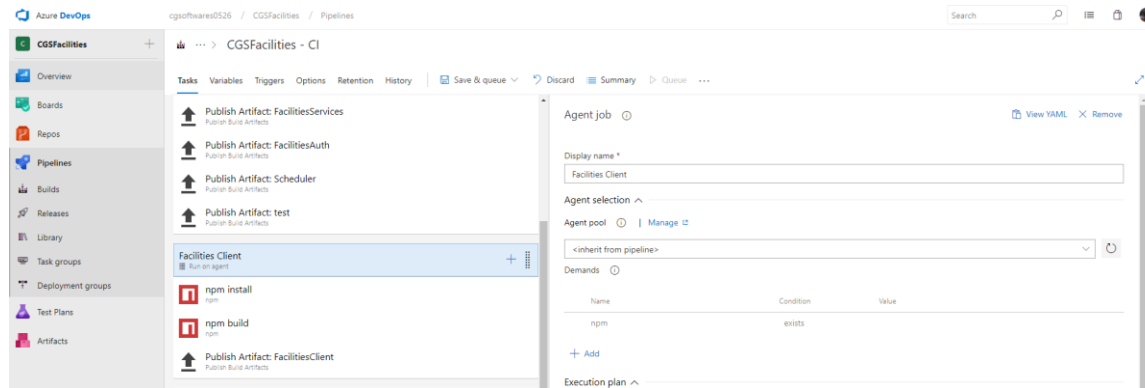 Azure DevOps
cgsoftwares0526 / CGSFacilities / Pipelines
Search
C CGSFacilities
··· > CGSFacilities - CI
Overview
Boards
Repos
Pipelines
Builds
Releases
Library
Task groups
Deployment groups
Test Plans
Artifacts
Tasks Variables Triggers Options Retention History Save & queue Discard Summary Queue ...
Publish Artifact: FacilitiesServices
Publish Build Artifacts
Publish Artifact: FacilitiesAuth
Publish Build Artifacts
Publish Artifact: Scheduler
Publish Build Artifacts
Publish Artifact: test
Publish Build Artifacts
Facilities Client
Run on agent
npm install
npm
npm build
npm
Publish Artifact: FacilitiesClient
Publish Build Artifacts
Agent job
View YAML Remove
Display name *
Facilities Client
Agent selection
Agent pool | Manage
<inherit from pipeline>
Demands
Name Condition Value
npm exists
+ Add
Execution plan